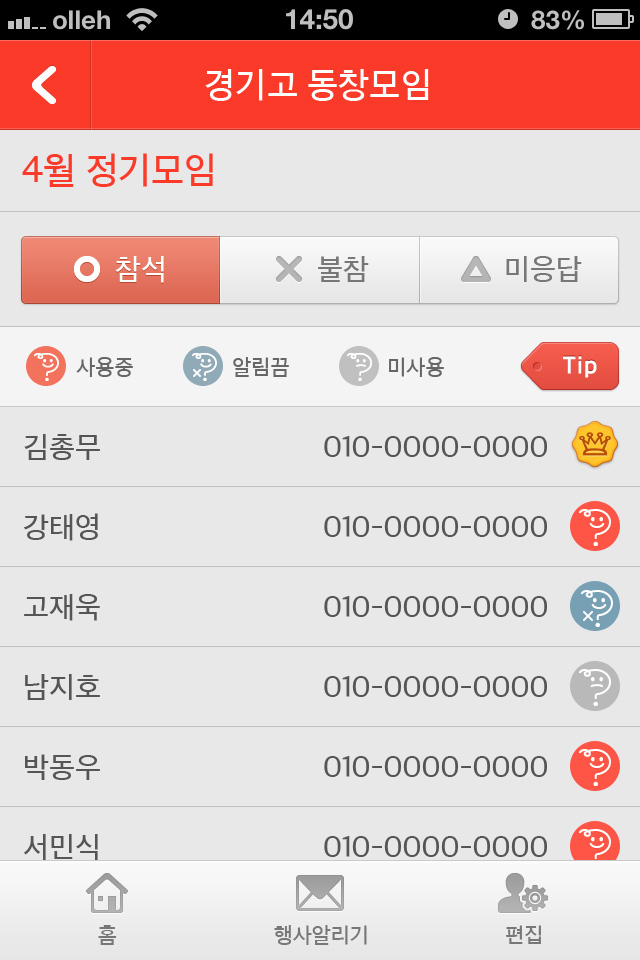 olleh 14:50 83%
경기고 동창모임
4월 정기모임
참석 불참 미응답
사용중 알림끔 미사용 Tip
김총무 010-0000-0000
강태영 010-0000-0000
고재욱 010-0000-0000
남지호 010-0000-0000
박동우 010-0000-0000
서민식 010-0000-0000
홈 행사알리기 편집